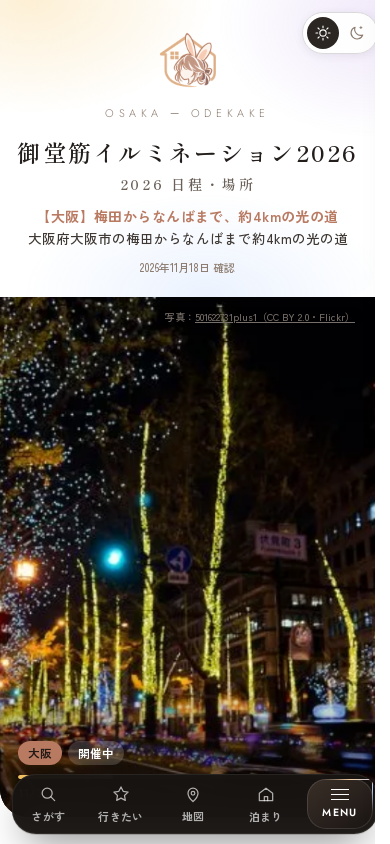 OSAKA — ODEKAKE
御堂筋イルミネーション2026
2026 日程・場所
【大阪】梅田からなんばまで、約4kmの光の道
大阪府大阪市の梅田からなんばまで約4kmの光の道
2026年11月18日 確認
写真：501622131plus1（CC BY 2.0・Flickr）
伏見町3
大阪
開催中
さがす
行きたい
地図
泊まり
MENU